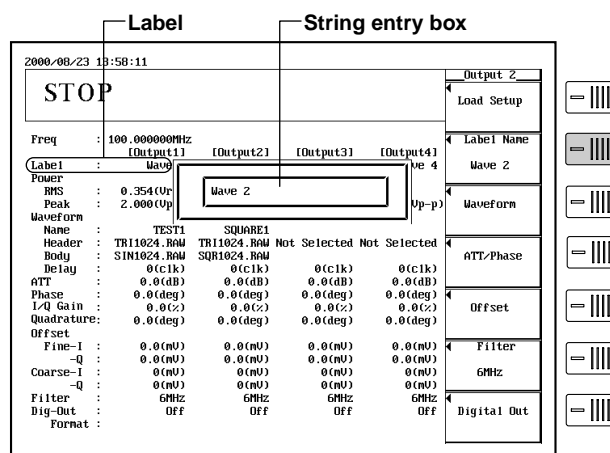 Label String entry box
2000/08/23 13:58:11
Output 2
STOP
Load Setup
Freq : 100.000000MHz
Label Name
[Output1] [Output2] [Output3] [Output4]
Label : Wave ve 4
Wave 2
Power
RMS : 0.354(Vr
Wave 2
Peak : 2.000(Vp Vp-p)
Waveform
Waveform
Name : TEST1 SQUARE1
Header : TRI1024.RAW TRI1024.RAW Not Selected Not Selected
Body : SIN1024.RAW SQR1024.RAW
ATT/Phase
Delay : 0(clk) 0(clk) 0(clk) 0(clk)
ATT : 0.0(dB) 0.0(dB) 0.0(dB) 0.0(dB)
Phase : 0.0(deg) 0.0(deg) 0.0(deg) 0.0(deg)
I/Q Gain : 0.0(%) 0.0(%) 0.0(%) 0.0(%)
Offset
Quadrature: 0.0(deg) 0.0(deg) 0.0(deg) 0.0(deg)
Offset
Fine-I : 0.0(mV) 0.0(mV) 0.0(mV) 0.0(mV)
Filter
-Q : 0.0(mV) 0.0(mV) 0.0(mV) 0.0(mV)
Coarse-I : 0(mV) 0(mV) 0(mV) 0(mV)
6MHz
-Q : 0(mV) 0(mV) 0(mV) 0(mV)
Filter : 6MHz 6MHz 6MHz 6MHz
Dig-Out : Off Off Off Off
Digital Out
Format :